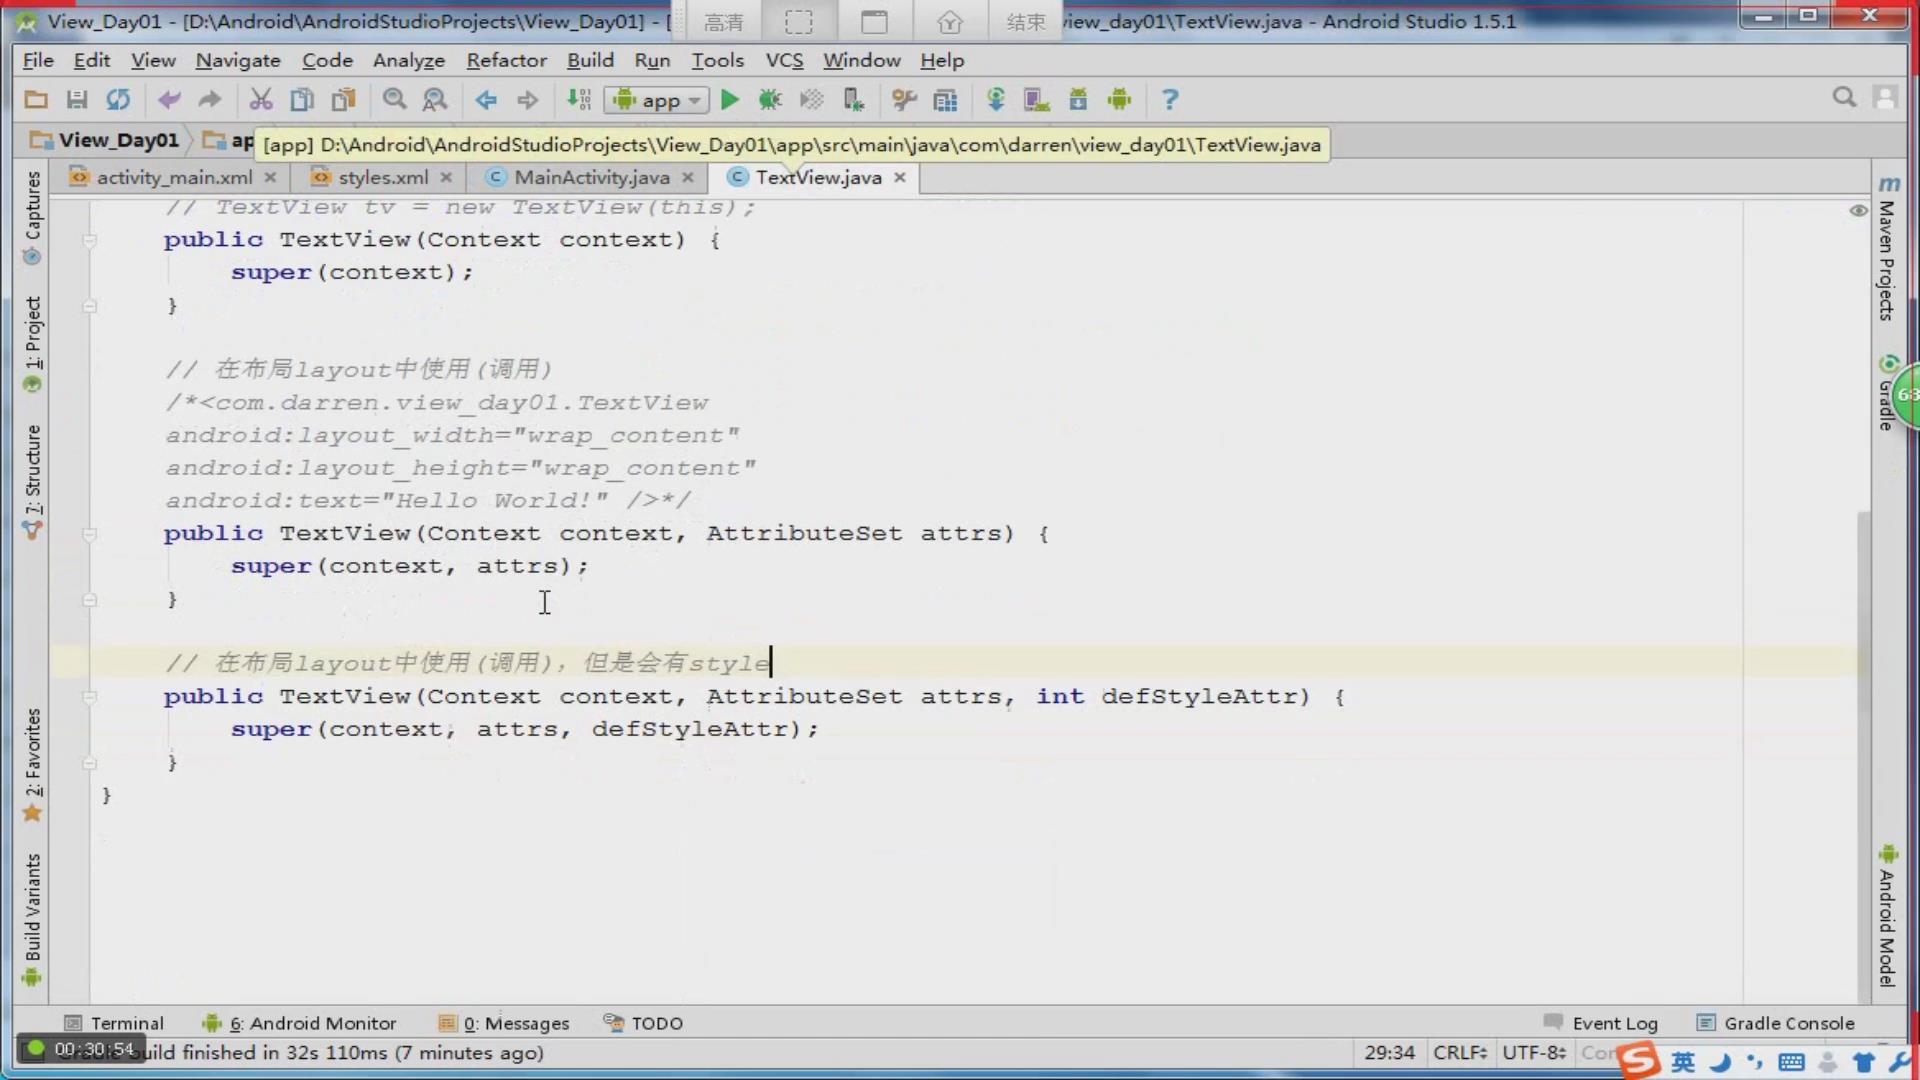 View_Day01 - [D:\Android\AndroidStudioProjects\View_Day01] - [
高清
结束
view_day01\TextView.java - Android Studio 1.5.1
File Edit View Navigate Code Analyze Refactor Build Run Tools VCS Window Help
app
View_Day01
ap
[app] D:\Android\AndroidStudioProjects\View_Day01\app\src\main\java\com\darren\view_day01\TextView.java
activity_main.xml
styles.xml
MainActivity.java
TextView.java
// TextView tv = new TextView(this);
public TextView(Context context) {
super(context);
}
// 在布局layout中使用(调用)
/*<com.darren.view_day01.TextView
android:layout_width="wrap_content"
android:layout_height="wrap_content"
android:text="Hello World!" />*/
public TextView(Context context, AttributeSet attrs) {
super(context, attrs);
}
// 在布局layout中使用(调用)，但是会有style
public TextView(Context context, AttributeSet attrs, int defStyleAttr) {
super(context, attrs, defStyleAttr);
}
}
Captures
1: Project
7: Structure
2: Favorites
Build Variants
Maven Projects
Gradle
68
Android Model
Terminal
6: Android Monitor
0: Messages
TODO
Event Log
Gradle Console
00:30:54
build finished in 32s 110ms (7 minutes ago)
29:34 CRLF UTF-8
英